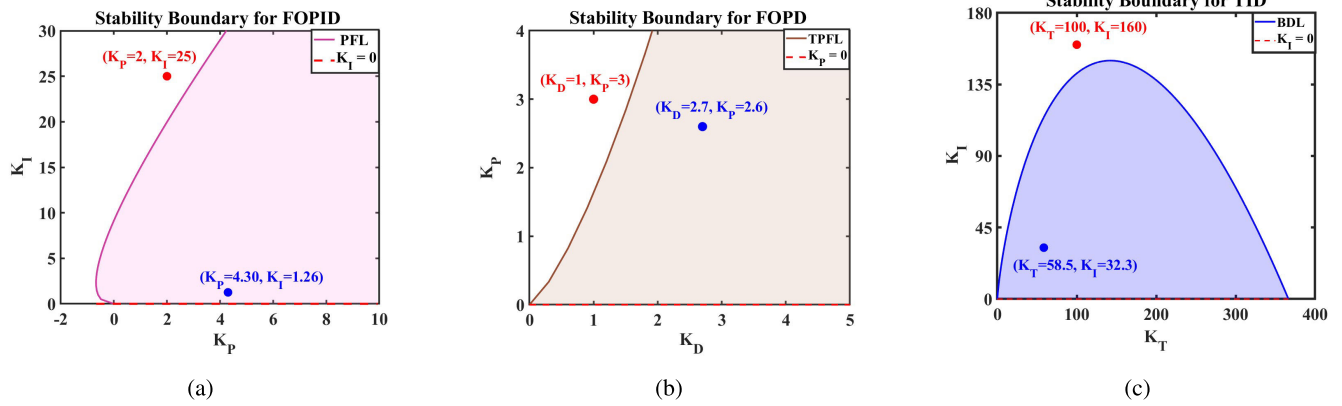 Stability Boundary for FOPID
30
25
20
15
10
5
0
-2
0
2
4
6
8
10
K_I
K_P
PFL
K_I = 0
(K_P=2, K_I=25)
(K_P=4.30, K_I=1.26)
(a)
Stability Boundary for FOPD
4
3
2
1
0
0
1
2
3
4
5
K_P
K_D
TPFL
K_P = 0
(K_D=1, K_P=3)
(K_D=2.7, K_P=2.6)
(b)
Stability Boundary for TID
180
135
90
45
0
0
100
200
300
400
K_I
K_T
BDL
K_I = 0
(K_T=100, K_I=160)
(K_T=58.5, K_I=32.3)
(c)